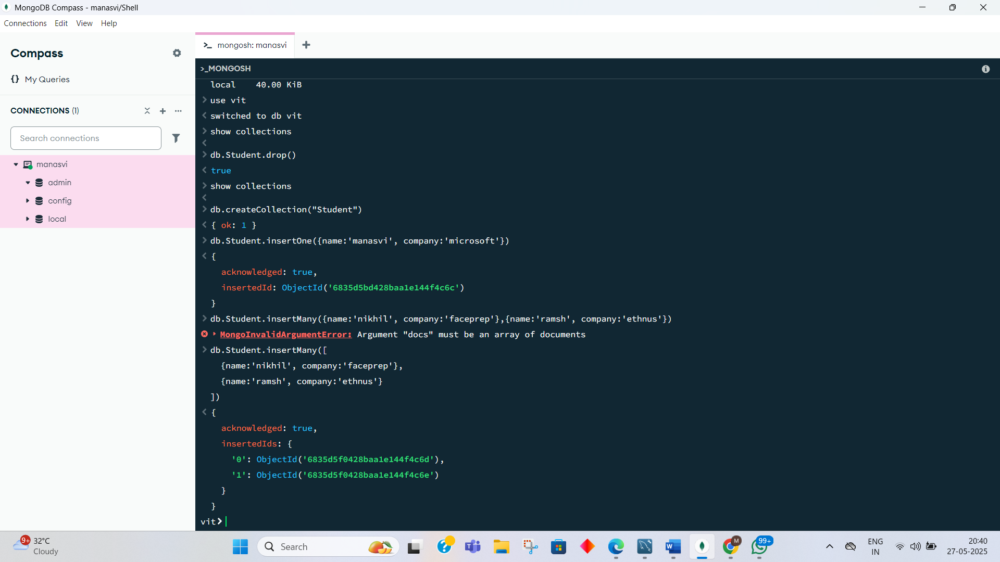 MongoDB Compass - manasvi/Shell
Connections Edit View Help
Compass
{} My Queries
CONNECTIONS (1)
Search connections
manasvi
admin
config
local
>_ mongosh: manasvi +
>_MONGOSH
local 40.00 KiB
> use vit
< switched to db vit
> show collections
<
> db.Student.drop()
< true
> show collections
<
> db.createCollection("Student")
< { ok: 1 }
> db.Student.insertOne({name:'manasvi', company:'microsoft'})
< {
acknowledged: true,
insertedId: ObjectId('6835d5bd428baa1e144f4c6c')
}
> db.Student.insertMany({name:'nikhil', company:'faceprep'},{name:'ramsh', company:'ethnus'})
MongoInvalidArgumentError: Argument "docs" must be an array of documents
> db.Student.insertMany([
{name:'nikhil', company:'faceprep'},
{name:'ramsh', company:'ethnus'}
])
< {
acknowledged: true,
insertedIds: {
'0': ObjectId('6835d5f0428baa1e144f4c6d'),
'1': ObjectId('6835d5f0428baa1e144f4c6e')
}
}
vit>
9+ 32°C
Cloudy
Search
M
99+
ENG
IN
20:40
27-05-2025